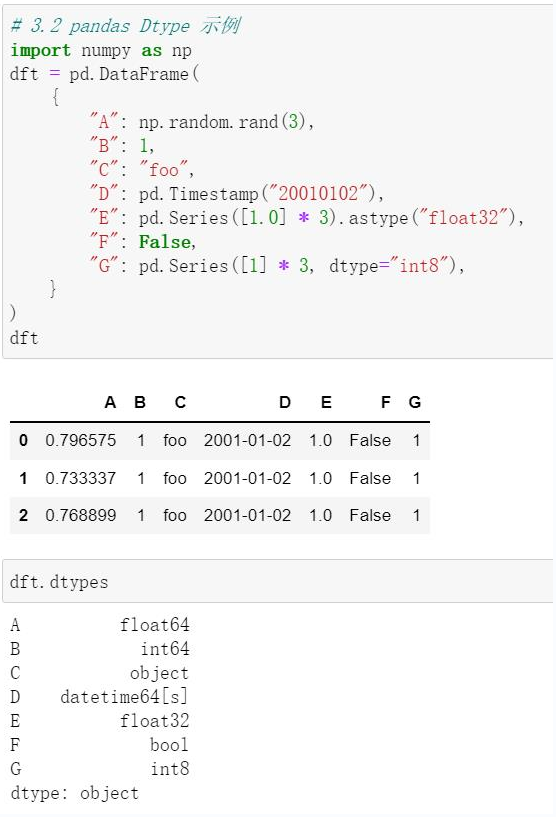 # 3.2 pandas Dtype 示例
import numpy as np
dft = pd.DataFrame(
    {
        "A": np.random.rand(3),
        "B": 1,
        "C": "foo",
        "D": pd.Timestamp("20010102"),
        "E": pd.Series([1.0] * 3).astype("float32"),
        "F": False,
        "G": pd.Series([1] * 3, dtype="int8"),
    }
)
dft
A B C D E F G
0 0.796575 1 foo 2001-01-02 1.0 False 1
1 0.733337 1 foo 2001-01-02 1.0 False 1
2 0.768899 1 foo 2001-01-02 1.0 False 1
dft.dtypes
A float64
B int64
C object
D datetime64[s]
E float32
F bool
G int8
dtype: object